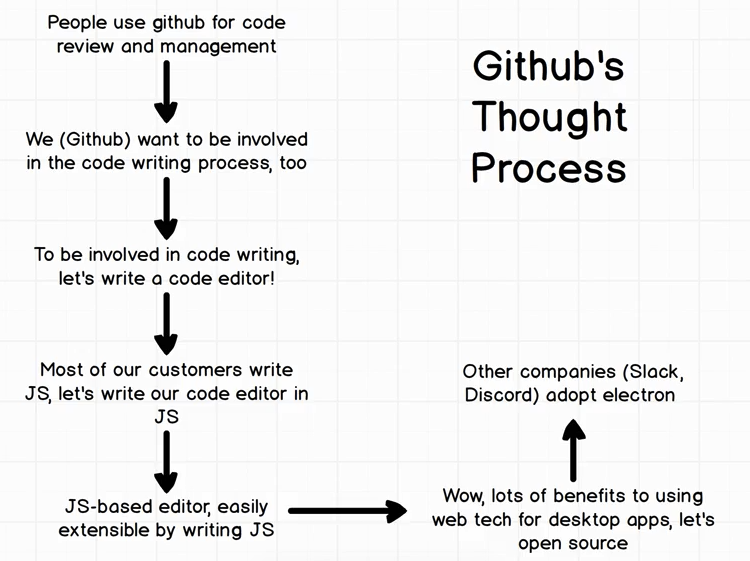 People use github for code
review and management
Github's
Thought
Process
We (Github) want to be involved
in the code writing process, too
To be involved in code writing,
let's write a code editor!
Most of our customers write
JS, let's write our code editor in
JS
JS-based editor, easily
extensible by writing JS
Wow, lots of benefits to using
web tech for desktop apps, let's
open source
Other companies (Slack,
Discord) adopt electron